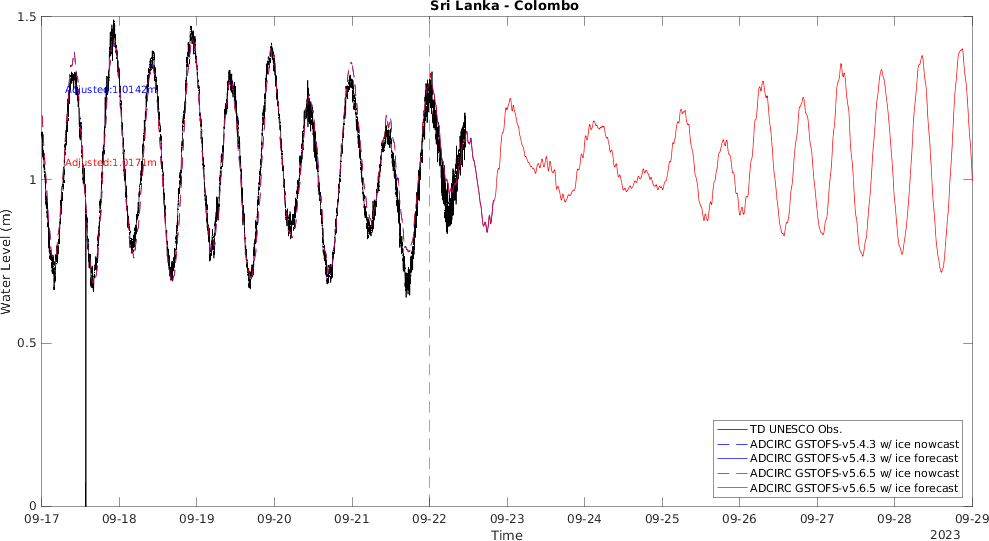 Sri Lanka - Colombo
1.5
Adjusted:1.0142m
Adjusted:1.0171m
1
Water Level (m)
0.5
TD UNESCO Obs.
ADCIRC GSTOFS-v5.4.3 w/ ice nowcast
ADCIRC GSTOFS-v5.4.3 w/ ice forecast
ADCIRC GSTOFS-v5.6.5 w/ ice nowcast
ADCIRC GSTOFS-v5.6.5 w/ ice forecast
0
09-17 09-18 09-19 09-20 09-21 09-22 09-23 09-24 09-25 09-26 09-27 09-28 09-29
Time
2023